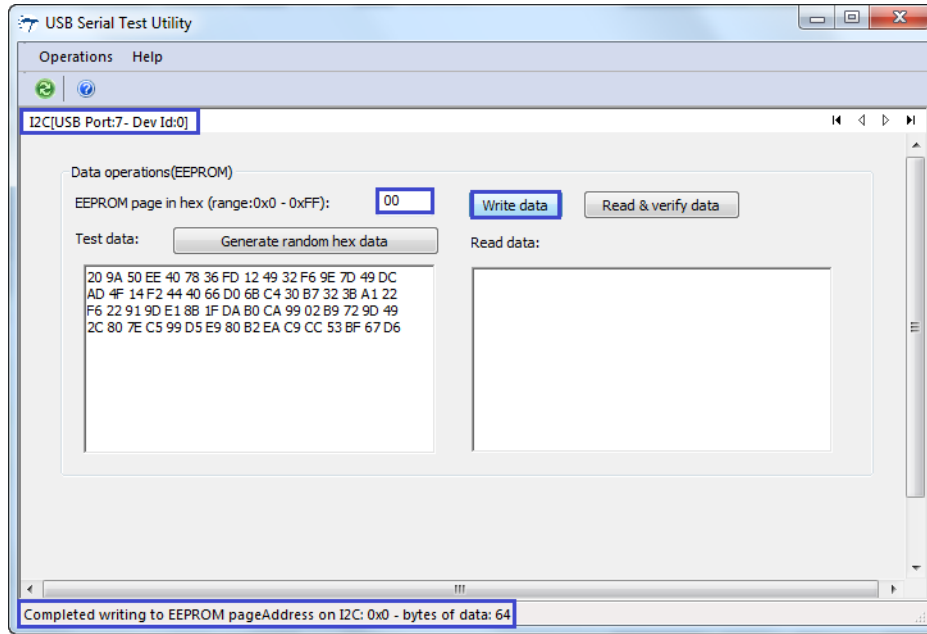 USB Serial Test Utility
Operations Help
I2C[USB Port:7- Dev Id:0]
Data operations(EEPROM)
EEPROM page in hex (range:0x0 - 0xFF): 00 Write data Read & verify data
Test data: Generate random hex data Read data:
20 9A 50 EE 40 78 36 FD 12 49 32 F6 9E 7D 49 DC
AD 4F 14 F2 44 40 66 D0 6B C4 30 B7 32 3B A1 22
F6 22 91 9D E1 8B 1F DA B0 CA 99 02 B9 72 9D 49
2C 80 7E C5 99 D5 E9 80 B2 EA C9 CC 53 BF 67 D6
Completed writing to EEPROM pageAddress on I2C: 0x0 - bytes of data: 64